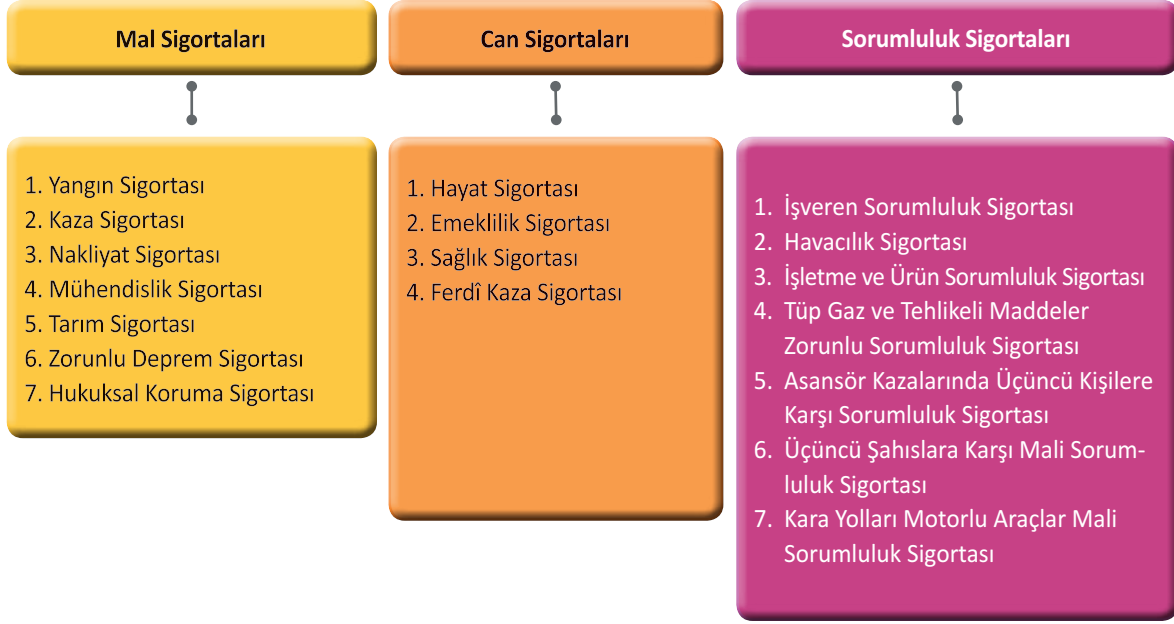 Mal Sigortaları
1. Yangın Sigortası
2. Kaza Sigortası
3. Nakliyat Sigortası
4. Mühendislik Sigortası
5. Tarım Sigortası
6. Zorunlu Deprem Sigortası
7. Hukuksal Koruma Sigortası
Can Sigortaları
1. Hayat Sigortası
2. Emeklilik Sigortası
3. Sağlık Sigortası
4. Ferdî Kaza Sigortası
Sorumluluk Sigortaları
1. İşveren Sorumluluk Sigortası
2. Havacılık Sigortası
3. İşletme ve Ürün Sorumluluk Sigortası
4. Tüp Gaz ve Tehlikeli Maddeler
Zorunlu Sorumluluk Sigortası
5. Asansör Kazalarında Üçüncü Kişilere
Karşı Sorumluluk Sigortası
6. Üçüncü Şahıslara Karşı Mali Sorum-
luluk Sigortası
7. Kara Yolları Motorlu Araçlar Mali
Sorumluluk Sigortası